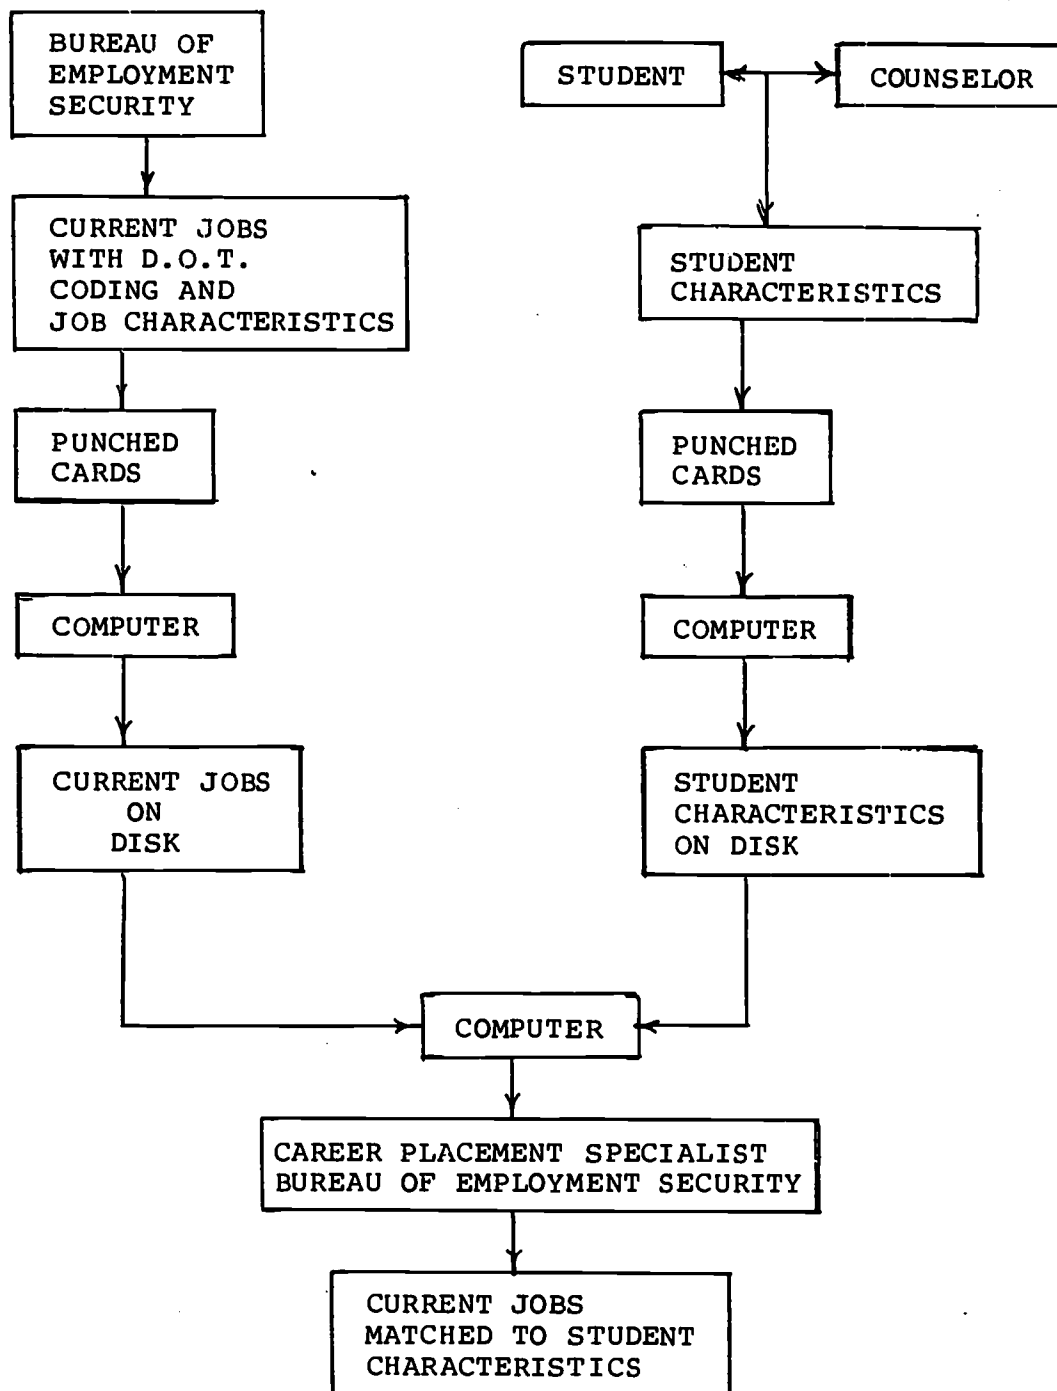 BUREAU OF
EMPLOYMENT
SECURITY
STUDENT
COUNSELOR
CURRENT JOBS
WITH D.O.T.
CODING AND
JOB CHARACTERISTICS
STUDENT
CHARACTERISTICS
PUNCHED
CARDS
PUNCHED
CARDS
COMPUTER
COMPUTER
CURRENT JOBS
ON
DISK
STUDENT
CHARACTERISTICS
ON DISK
COMPUTER
CAREER PLACEMENT SPECIALIST
BUREAU OF EMPLOYMENT SECURITY
CURRENT JOBS
MATCHED TO STUDENT
CHARACTERISTICS